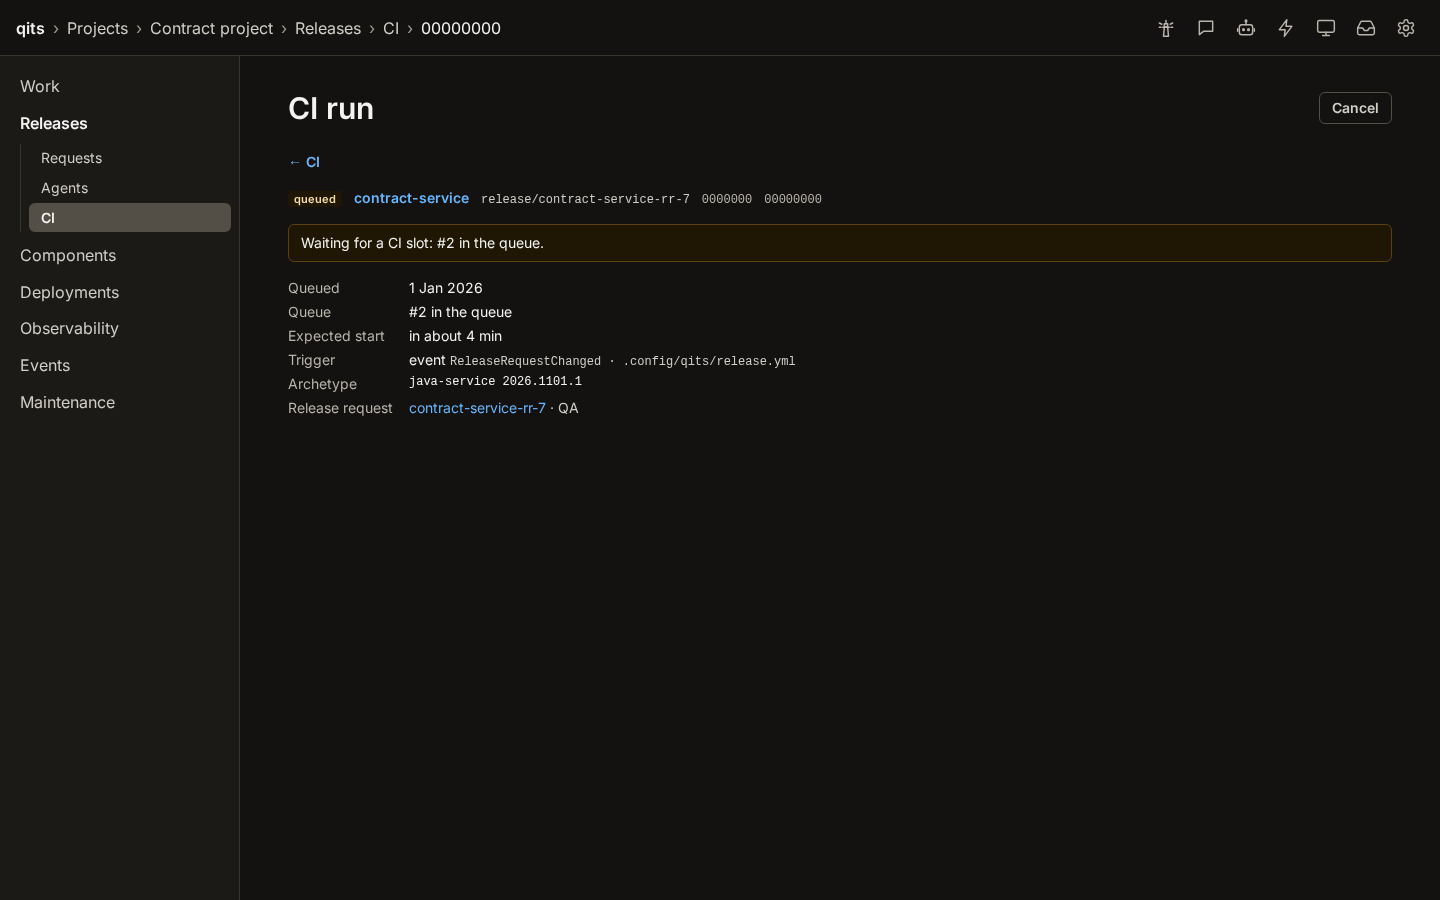 qits › Projects › Contract project › Releases › CI › 00000000
Work
Releases
Requests
Agents
CI
Components
Deployments
Observability
Events
Maintenance
CI run
Cancel
← CI
queued contract-service release/contract-service-rr-7 0000000 00000000
Waiting for a CI slot: #2 in the queue.
Queued 1 Jan 2026
Queue #2 in the queue
Expected start in about 4 min
Trigger event ReleaseRequestChanged · .config/qits/release.yml
Archetype java-service 2026.1101.1
Release request contract-service-rr-7 · QA